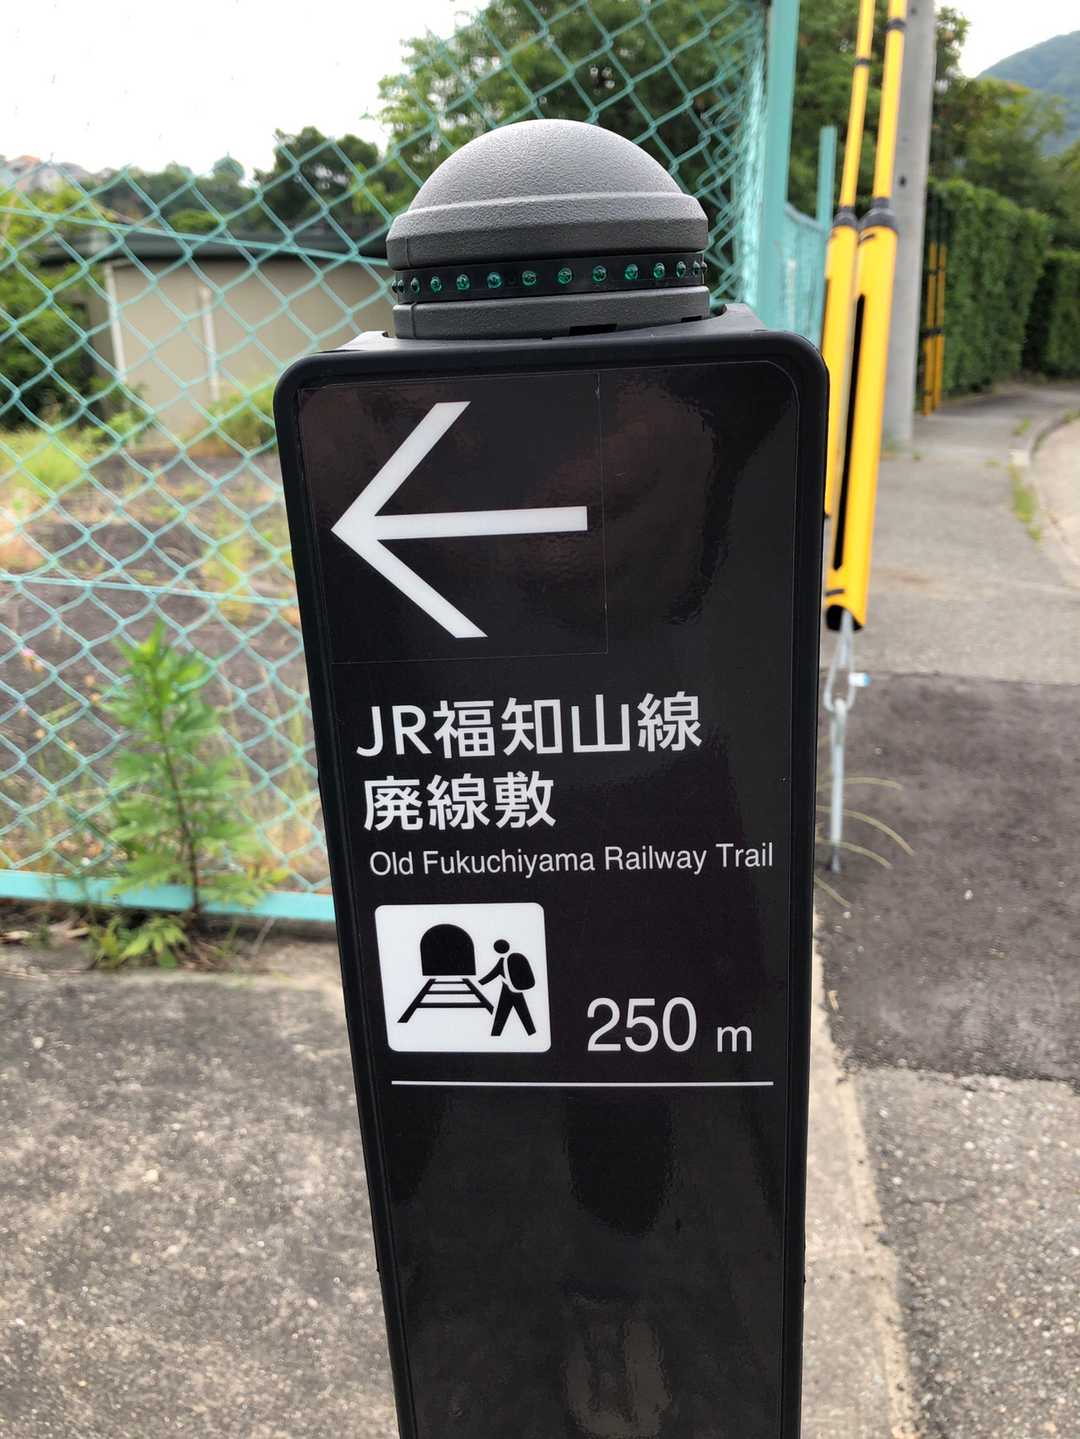 JR福知山線
廃線敷
Old Fukuchiyama Railway Trail
250 m